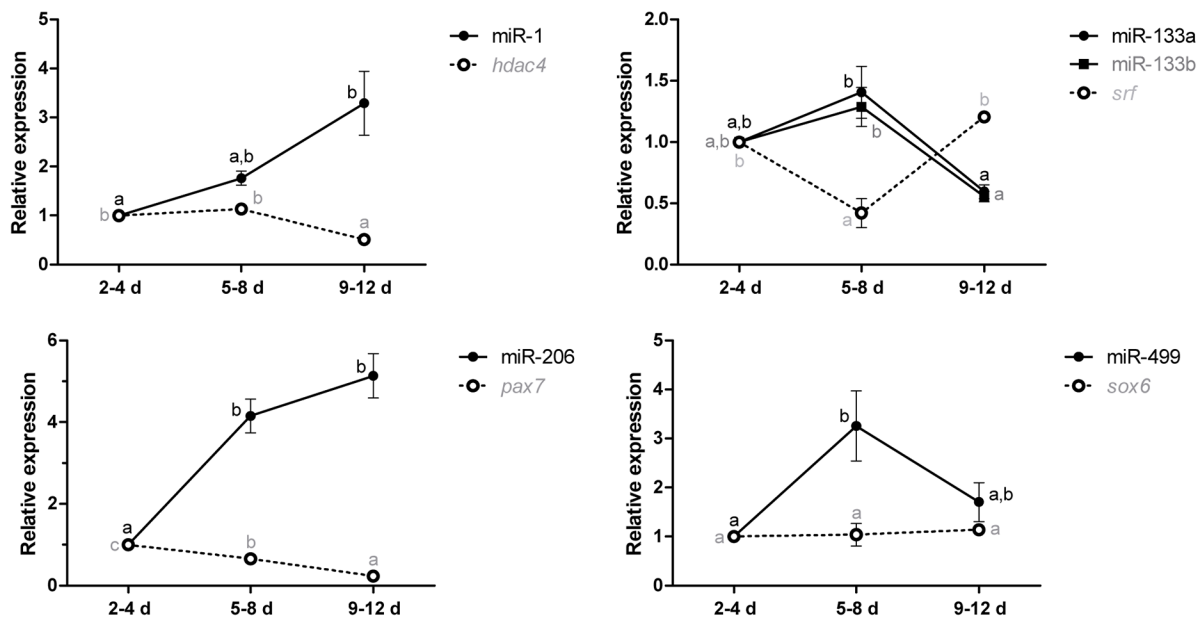 5
4
3
2
1
0
Relative expression
a
b
a,b
b
b
a
2-4 d
5-8 d
9-12 d
miR-1
hdac4
2.0
1.5
1.0
0.5
0.0
Relative expression
a,b
a,b
b
b
b
a
b
a
a
2-4 d
5-8 d
9-12 d
miR-133a
miR-133b
srf
6
4
2
0
Relative expression
a
c
b
b
b
a
2-4 d
5-8 d
9-12 d
miR-206
pax7
5
4
3
2
1
0
Relative expression
a
a
b
a
a,b
a
2-4 d
5-8 d
9-12 d
miR-499
sox6